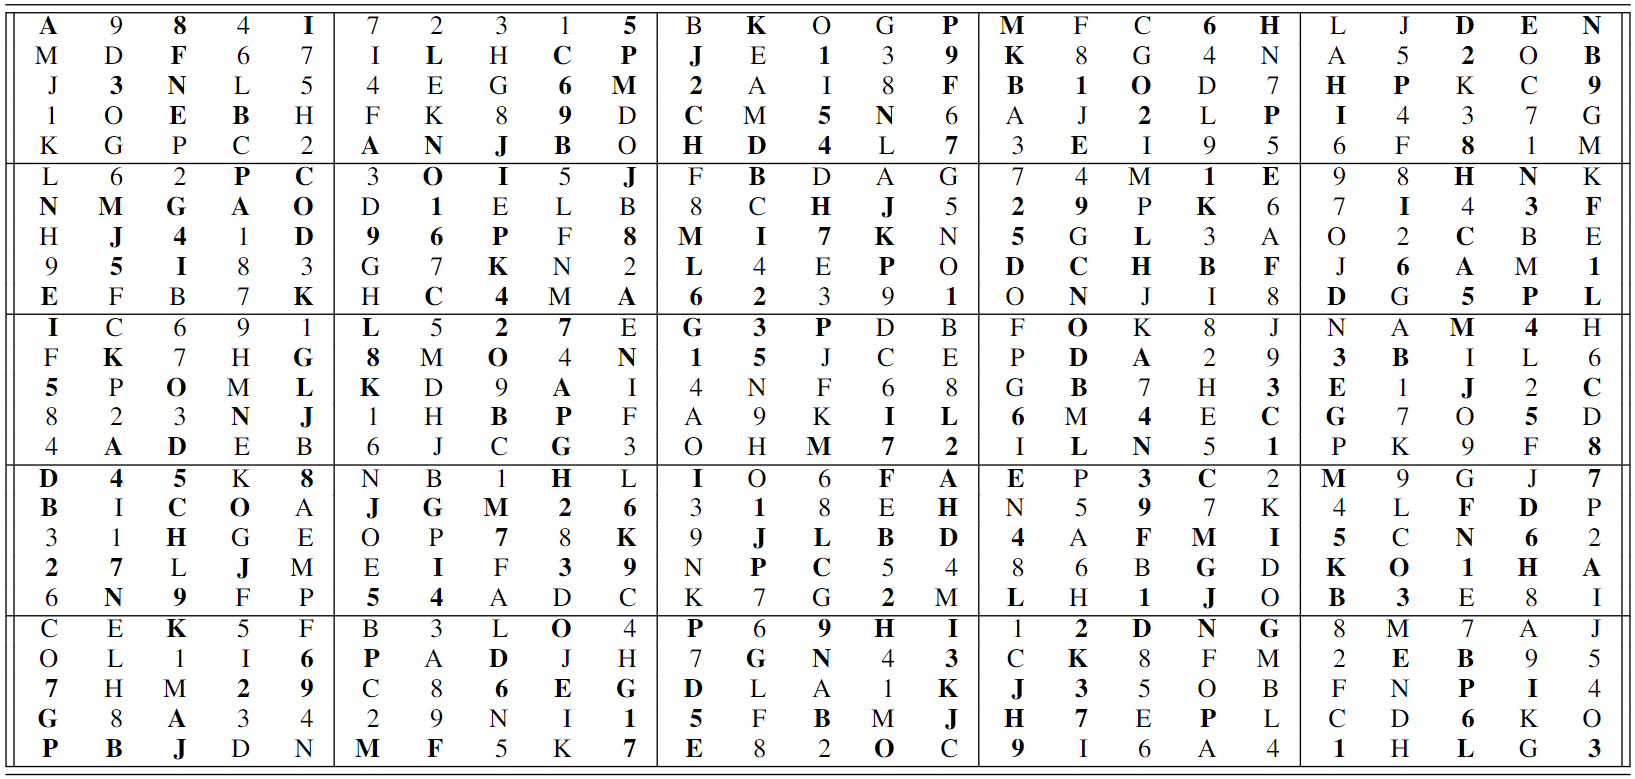 A 9 8 4 I 7 2 3 1 5 B K O G P M F C 6 H L J D E N
M D F 6 7 I L H C P J E 1 3 9 K 8 G 4 N A 5 2 O B
J 3 N L 5 4 E G 6 M 2 A I 8 F B 1 O D 7 H P K C 9
1 O E B H F K 8 9 D C M 5 N 6 A J 2 L P I 4 3 7 G
K G P C 2 A N J B O H D 4 L 7 3 E I 9 5 6 F 8 1 M
L 6 2 P C 3 O I 5 J F B D A G 7 4 M 1 E 9 8 H N K
N M G A O D 1 E L B 8 C H J 5 2 9 P K 6 7 I 4 3 F
H J 4 1 D 9 6 P F 8 M I 7 K N 5 G L 3 A O 2 C B E
9 5 I 8 3 G 7 K N 2 L 4 E P O D C H B F J 6 A M 1
E F B 7 K H C 4 M A 6 2 3 9 1 O N J I 8 D G 5 P L
I C 6 9 1 L 5 2 7 E G 3 P D B F O K 8 J N A M 4 H
F K 7 H G 8 M O 4 N 1 5 J C E P D A 2 9 3 B I L 6
5 P O M L K D 9 A I 4 N F 6 8 G B 7 H 3 E 1 J 2 C
8 2 3 N J 1 H B P F A 9 K I L 6 M 4 E C G 7 O 5 D
4 A D E B 6 J C G 3 O H M 7 2 I L N 5 1 P K 9 F 8
D 4 5 K 8 N B 1 H L I O 6 F A E P 3 C 2 M 9 G J 7
B I C O A J G M 2 6 3 1 8 E H N 5 9 7 K 4 L F D P
3 1 H G E O P 7 8 K 9 J L B D 4 A F M I 5 C N 6 2
2 7 L J M E I F 3 9 N P C 5 4 8 6 B G D K O 1 H A
6 N 9 F P 5 4 A D C K 7 G 2 M L H 1 J O B 3 E 8 I
C E K 5 F B 3 L O 4 P 6 9 H I 1 2 D N G 8 M 7 A J
O L 1 I 6 P A D J H 7 G N 4 3 C K 8 F M 2 E B 9 5
7 H M 2 9 C 8 6 E G D L A 1 K J 3 5 O B F N P I 4
G 8 A 3 4 2 9 N I 1 5 F B M J H 7 E P L C D 6 K O
P B J D N M F 5 K 7 E 8 2 O C 9 I 6 A 4 1 H L G 3